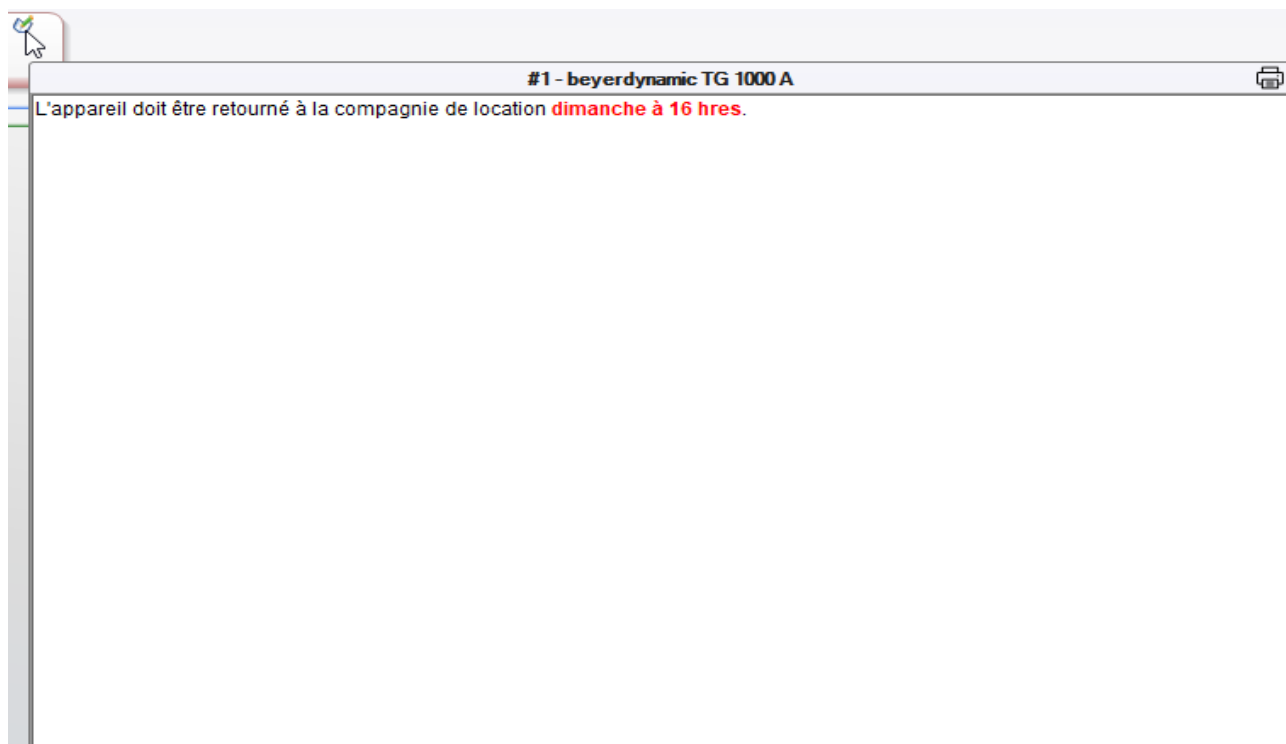 #1 - beyerdynamic TG 1000 A
L'appareil doit être retourné à la compagnie de location dimanche à 16 hres.